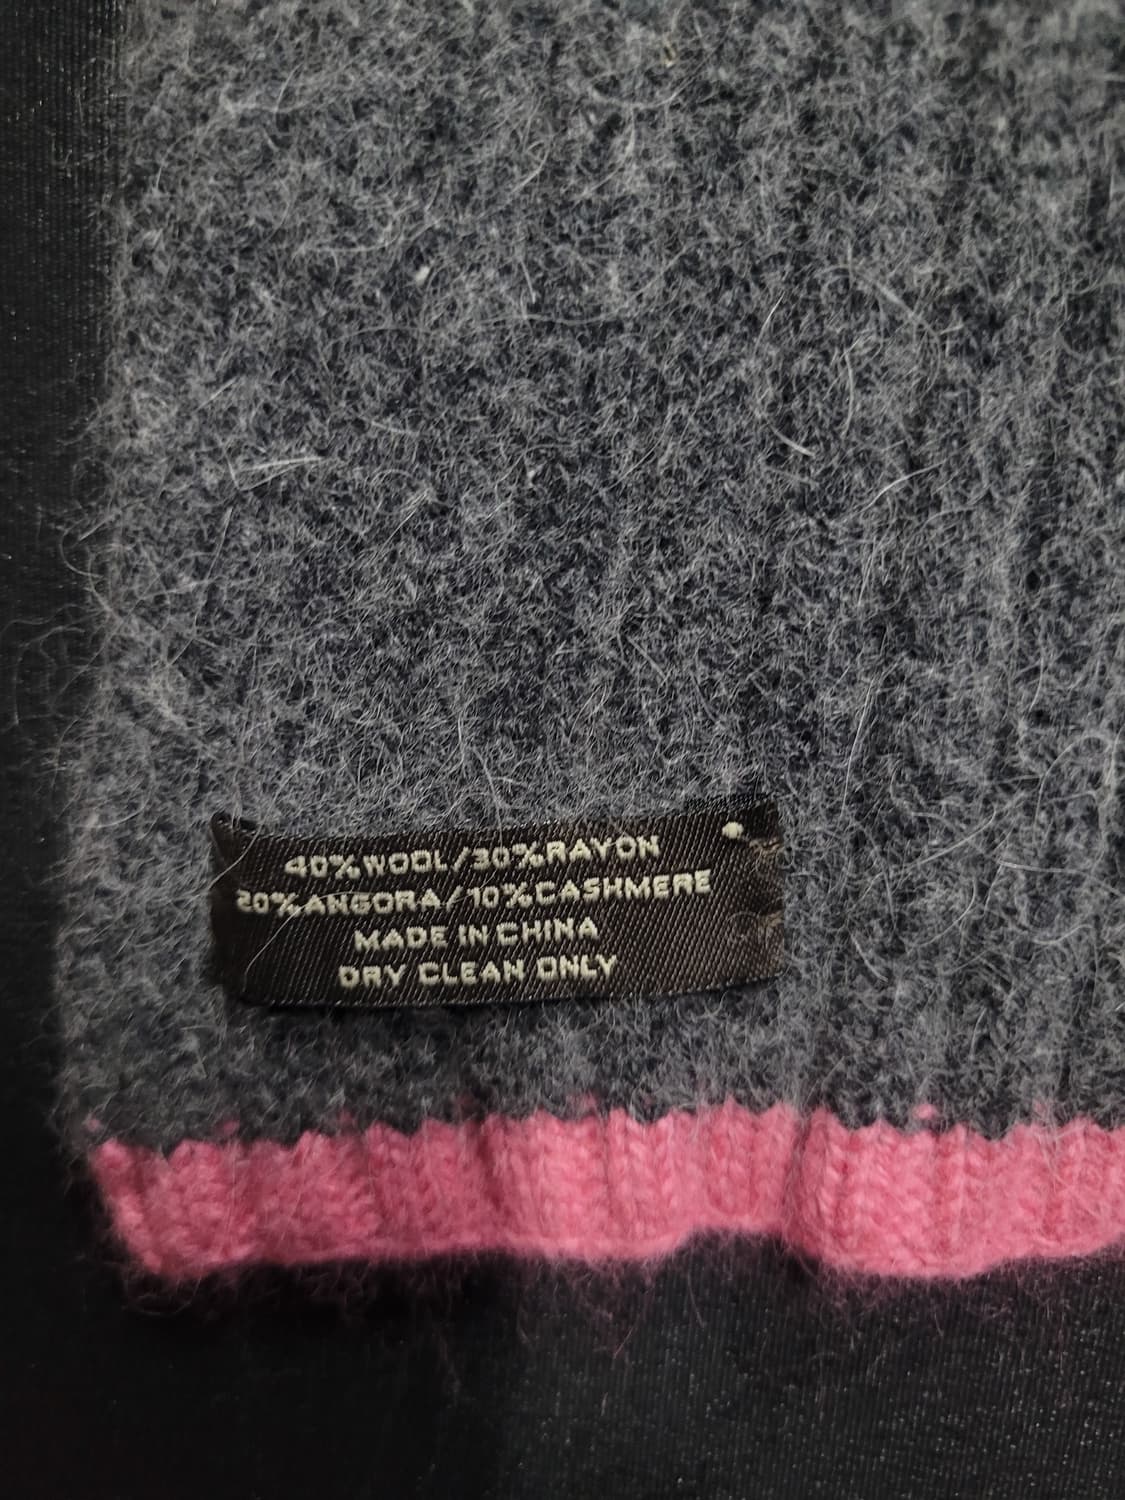 40% WOOL/30% RAYON
20% ANGORA/10% CASHMERE
MADE IN CHINA
DRY CLEAN ONLY